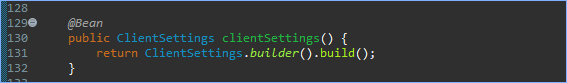 128
129 @Bean
130 public ClientSettings clientSettings() {
131 return ClientSettings.builder().build();
132 }